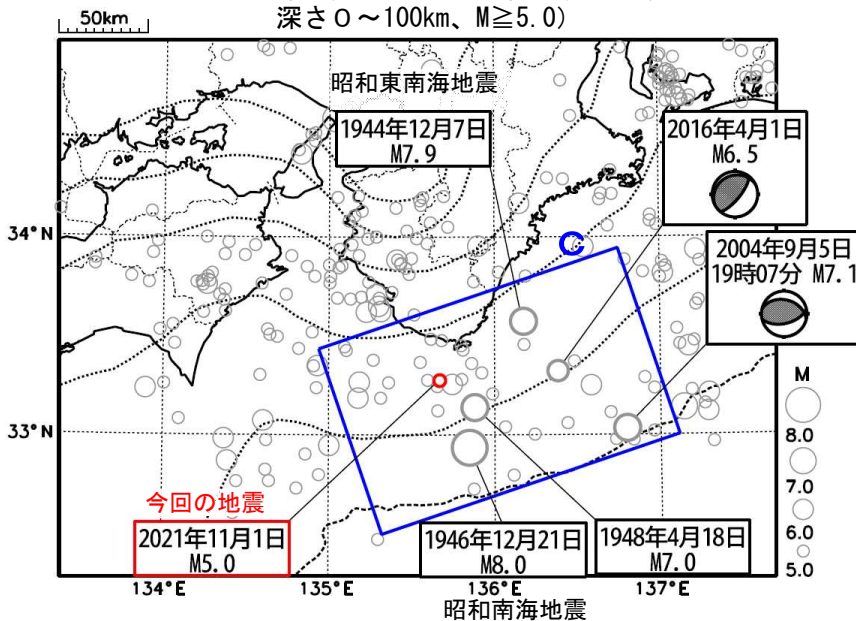 深さ0～100km、M≧5.0)
50km
昭和東南海地震
1944年12月7日
M7.9
2016年4月1日
M6.5
2004年9月5日
19時07分 M7.1
34°N
C
33°N
M
8.0
7.0
6.0
5.0
今回の地震
2021年11月1日
M5.0
1946年12月21日
M8.0
1948年4月18日
M7.0
134°E
135°E
136°E
137°E
昭和南海地震